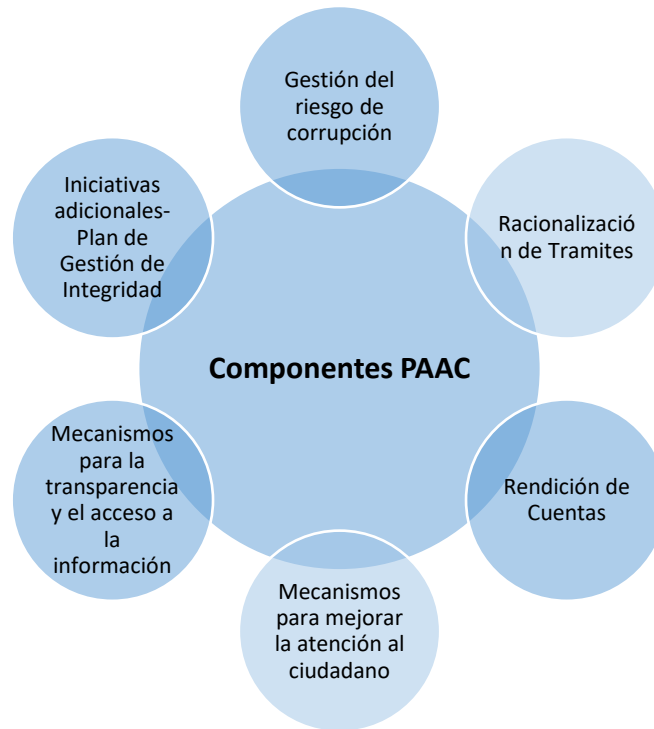 Gestión del
riesgo de
corrupción
Racionalizació
n de Tramites
Rendición de
Cuentas
Mecanismos
para mejorar
la atención al
ciudadano
Mecanismos
para la
transparencia
y el acceso a
la
información
Iniciativas
adicionales-
Plan de
Gestión de
Integridad
Componentes PAAC